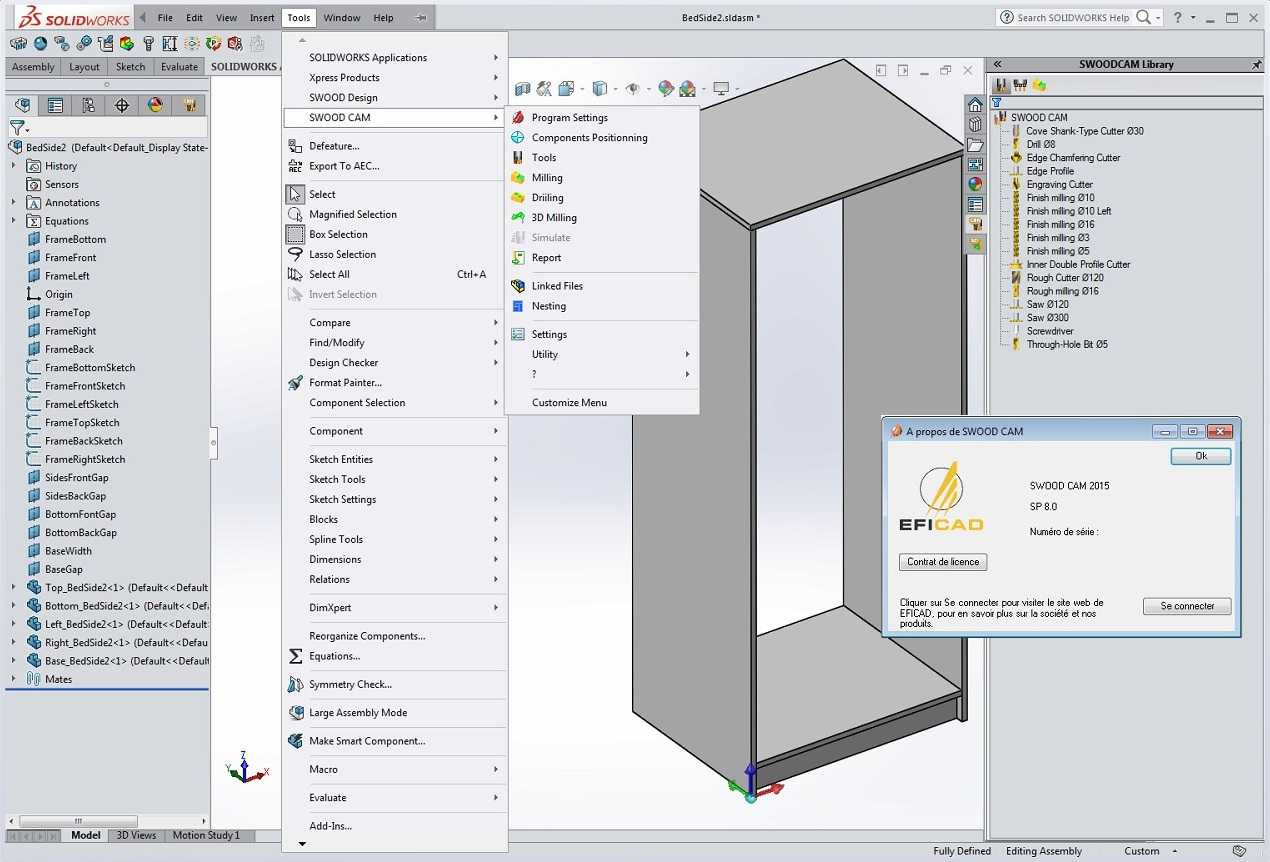 SOLIDWORKS File Edit View Insert Tools Window Help BedSide2.sldasm * Search SOLIDWORKS Help ?
Assembly Layout Sketch Evaluate SOLIDWORKS
BedSide2 (Default<Default_Display State-
History
Sensors
Annotations
Equations
FrameBottom
FrameFront
FrameLeft
Origin
FrameTop
FrameRight
FrameBack
FrameBottomSketch
FrameFrontSketch
FrameLeftSketch
FrameTopSketch
FrameBackSketch
FrameRightSketch
SidesFrontGap
SidesBackGap
BottomFontGap
BottomBackGap
BaseWidth
BaseGap
Top_BedSide2<1> (Default<<Default
Bottom_BedSide2<1> (Default<<Defa
Left_BedSide2<1> (Default<<Default
Right_BedSide2<1> (Default<<Defau
Base_BedSide2<1> (Default<<Default
Mates
SOLIDWORKS Applications
Xpress Products
SWOOD Design
SWOOD CAM
Defeature...
Export To AEC...
Select
Magnified Selection
Box Selection
Lasso Selection
Select All Ctrl+A
Invert Selection
Compare
Find/Modify
Design Checker
Format Painter...
Component Selection
Component
Sketch Entities
Sketch Tools
Sketch Settings
Blocks
Spline Tools
Dimensions
Relations
DimXpert
Reorganize Components...
Equations...
Symmetry Check...
Large Assembly Mode
Make Smart Component...
Macro
Evaluate
Add-Ins...
Program Settings
Components Positionning
Tools
Milling
Driiling
3D Milling
Simulate
Report
Linked Files
Nesting
Settings
Utility
?
Customize Menu
SWOODCAM Library
SWOOD CAM
Cove Shank-Type Cutter Ø30
Drill Ø8
Edge Chamfering Cutter
Edge Profile
Engraving Cutter
Finish milling Ø10
Finish milling Ø10 Left
Finish milling Ø16
Finish milling Ø3
Finish milling Ø5
Inner Double Profile Cutter
Rough Cutter Ø120
Rough milling Ø16
Saw Ø120
Saw Ø300
Screwdriver
Through-Hole Bit Ø5
A propos de SWOOD CAM
Ok
SWOOD CAM 2015
SP 8.0
EFICAD
Numéro de série :
Contrat de licence
Cliquer sur Se connecter pour visiter le site web de
EFICAD, pour en savoir plus sur la société et nos
produits.
Se connecter
Z
Y X
Model 3D Views Motion Study 1
Fully Defined Editing Assembly Custom